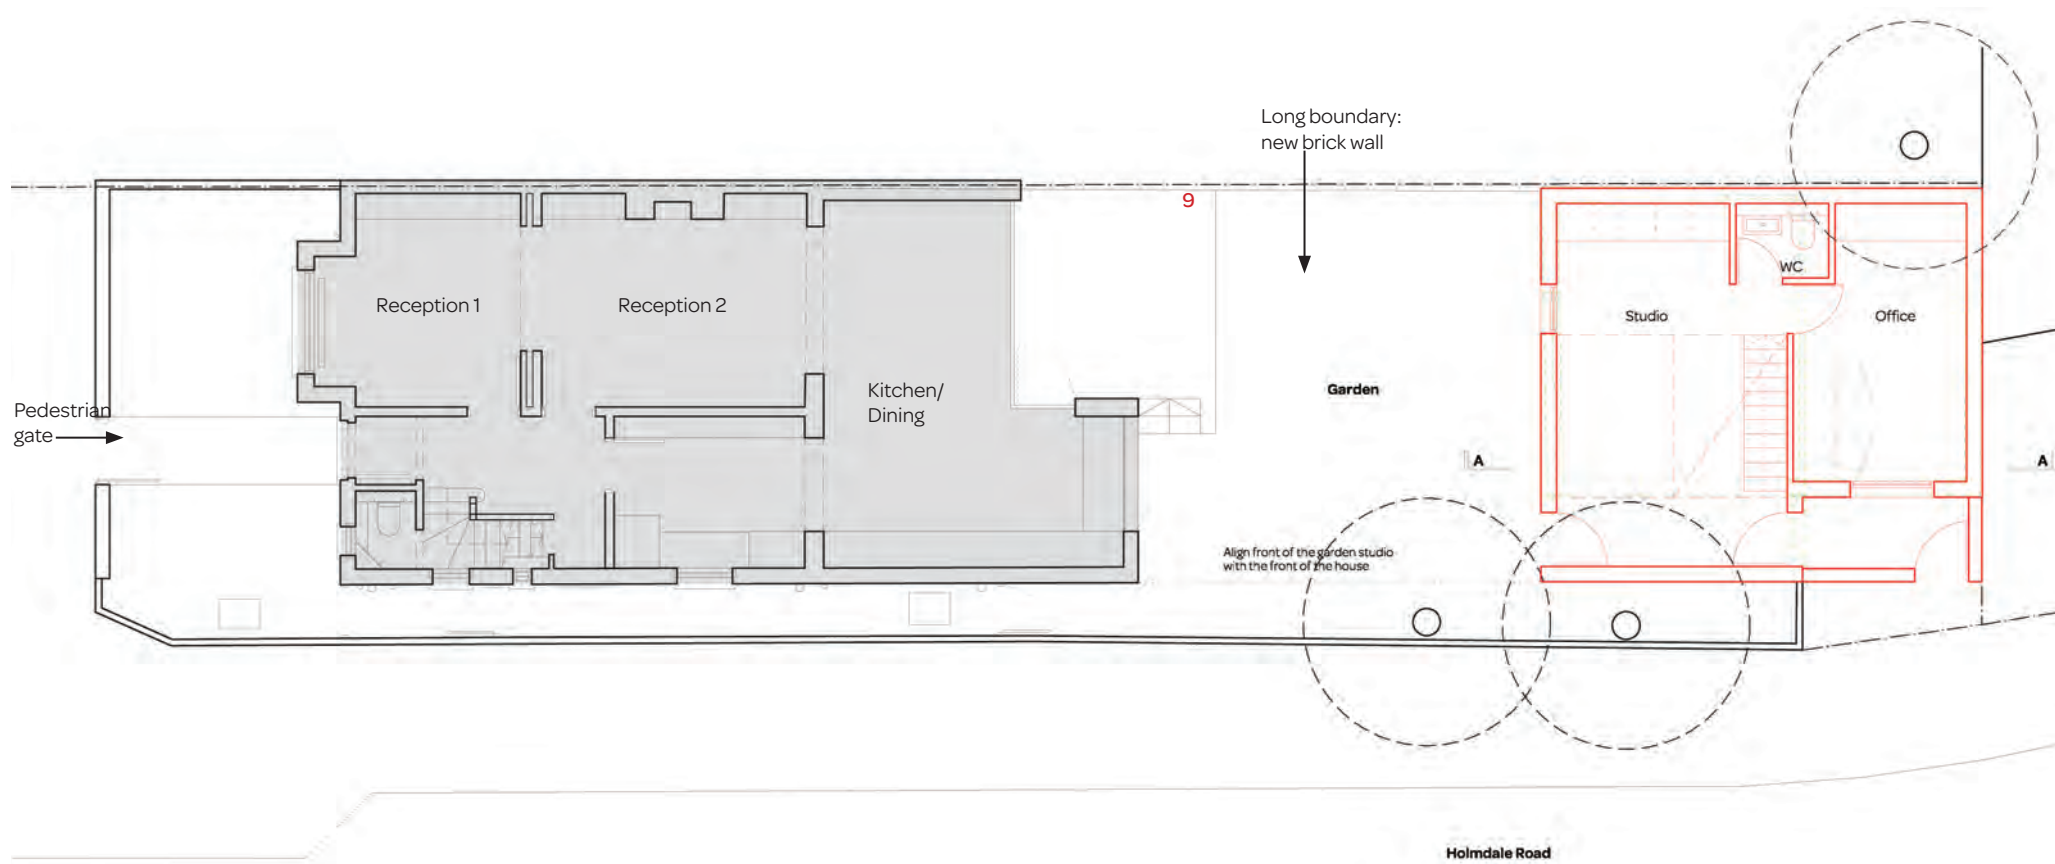 Long boundary:
new brick wall
9
WC
Reception 1
Reception 2
Studio
Office
Kitchen/
Dining
Garden
Pedestrian
gate
A
A
Align front of the garden studio
with the front of the house
Holmdale Road